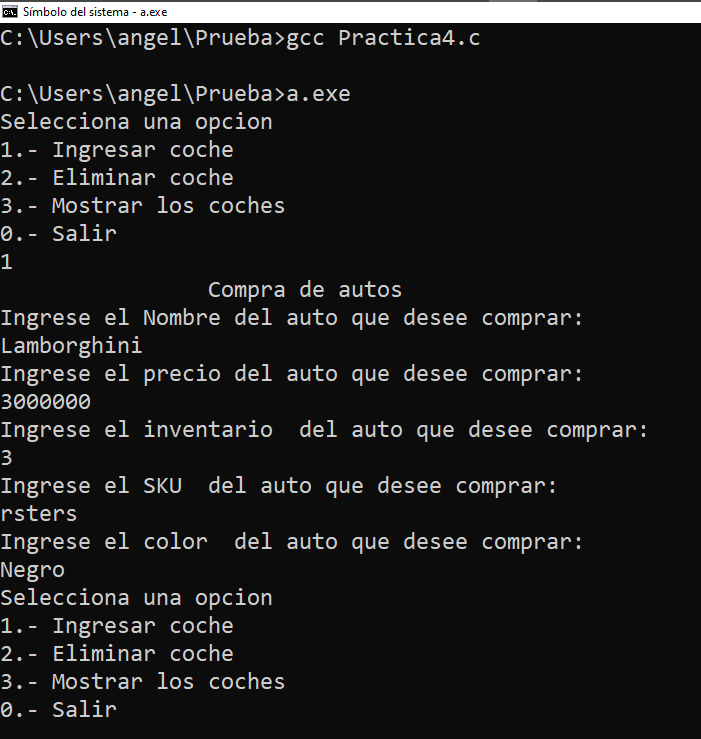 Símbolo del sistema - a.exe
C:\Users\angel\Prueba>gcc Practica4.c
C:\Users\angel\Prueba>a.exe
Selecciona una opcion
1.- Ingresar coche
2.- Eliminar coche
3.- Mostrar los coches
0.- Salir
1
Compra de autos
Ingrese el Nombre del auto que desee comprar:
Lamborghini
Ingrese el precio del auto que desee comprar:
3000000
Ingrese el inventario  del auto que desee comprar:
3
Ingrese el SKU  del auto que desee comprar:
rsters
Ingrese el color  del auto que desee comprar:
Negro
Selecciona una opcion
1.- Ingresar coche
2.- Eliminar coche
3.- Mostrar los coches
0.- Salir